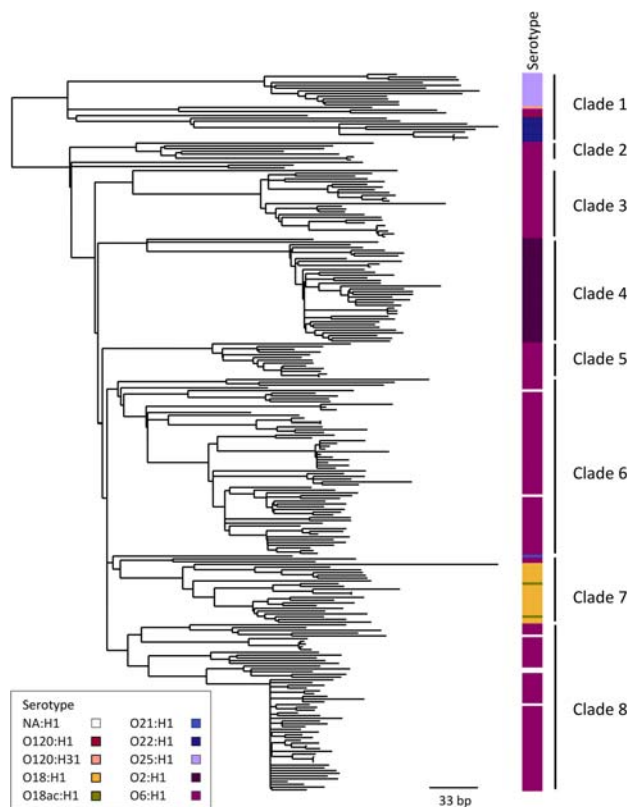 Serotype
Clade 1
Clade 2
Clade 3
Clade 4
Clade 5
Clade 6
Clade 7
Clade 8
Serotype
NA:H1 O21:H1
O120:H1 O22:H1
O120:H31 O25:H1
O18:H1 O2:H1
O18ac:H1 O6:H1
33 bp